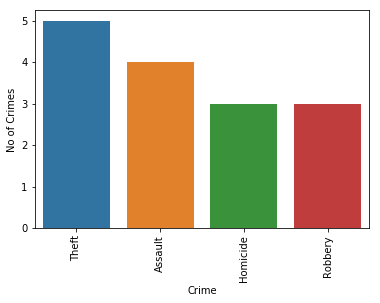 5
4
3
2
1
0
No of Crimes
Theft
Assault
Homicide
Robbery
Crime